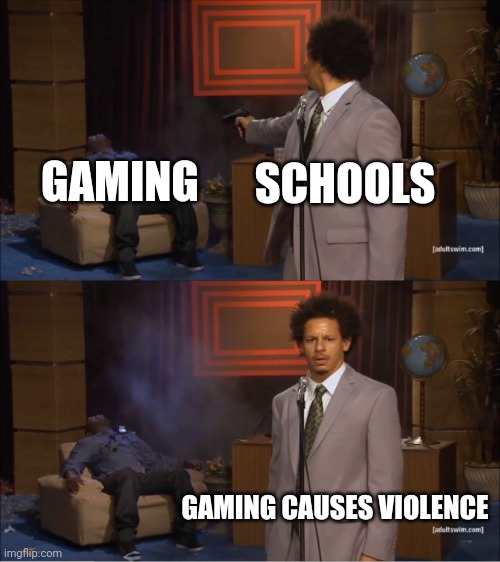 GAMING
SCHOOLS
[adultswim.com]
GAMING CAUSES VIOLENCE
[adultswim.com]
imgflip.com